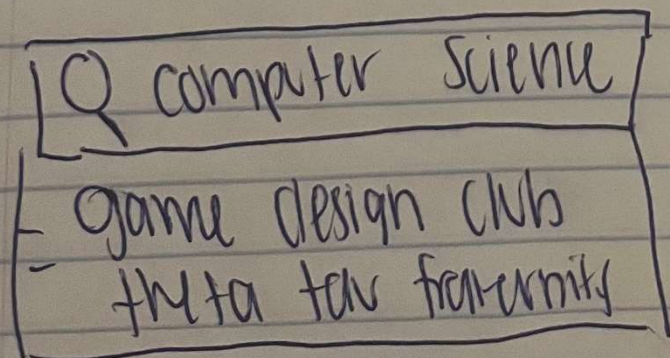 computer science
- game design club
- theta tau fraternity